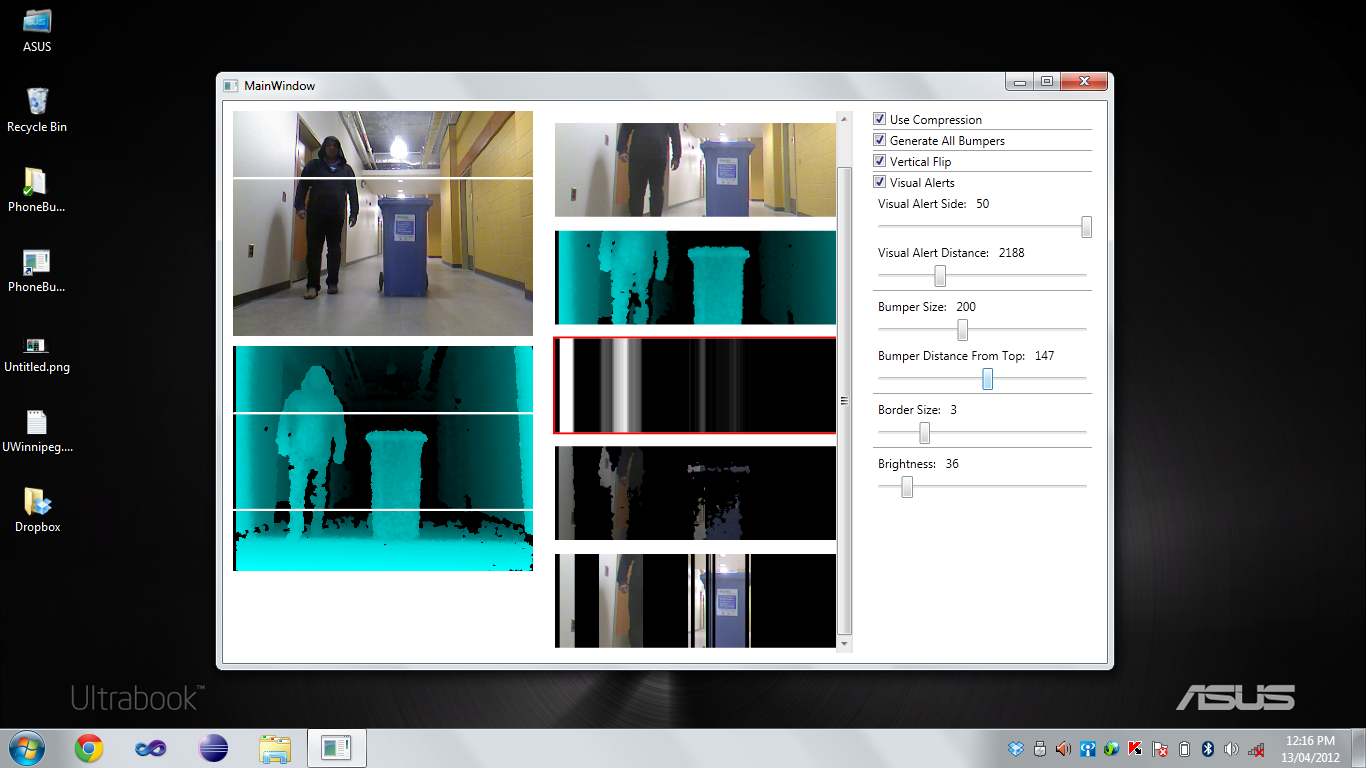 ASUS
Recycle Bin
PhoneBu...
PhoneBu...
Untitled.png
UWinnipeg....
Dropbox
MainWindow
Use Compression
Generate All Bumpers
Vertical Flip
Visual Alerts
Visual Alert Side: 50
Visual Alert Distance: 2188
Bumper Size: 200
Bumper Distance From Top: 147
Border Size: 3
Brightness: 36
Ultrabook™
ASUS
12:16 PM
13/04/2012